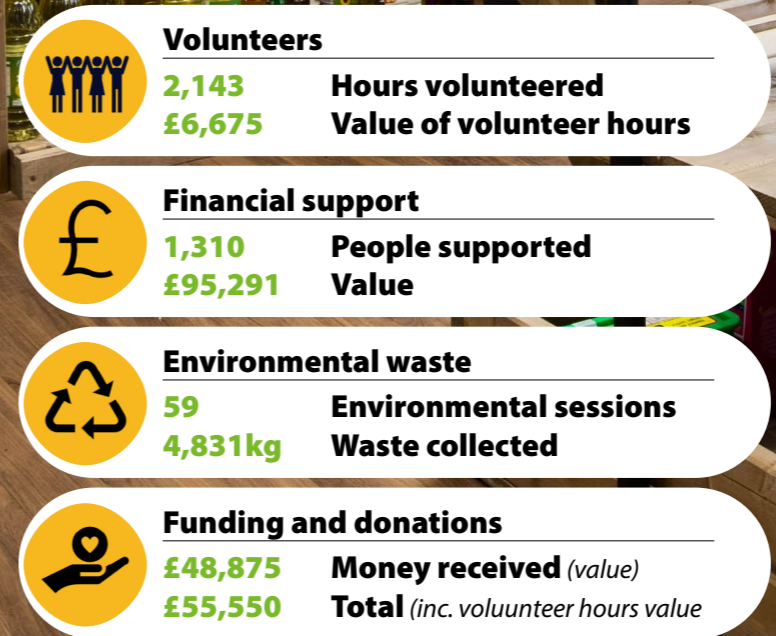 Volunteers
2,143 Hours volunteered
£6,675 Value of volunteer hours
Financial support
1,310 People supported
£95,291 Value
Environmental waste
59 Environmental sessions
4,831kg Waste collected
Funding and donations
£48,875 Money received (value)
£55,550 Total (inc. voluunteer hours value